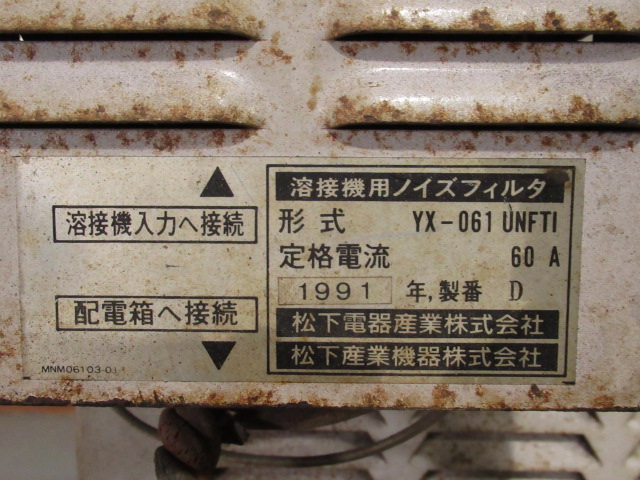 ▲
溶接機入力へ接続
配電箱へ接続
▼
MNM06103-01
溶接機用ノイズフィルタ
形式 YX-061 UNFT1
定格電流 60 A
1991 年,製番 D
松下電器産業株式会社
松下産業機器株式会社